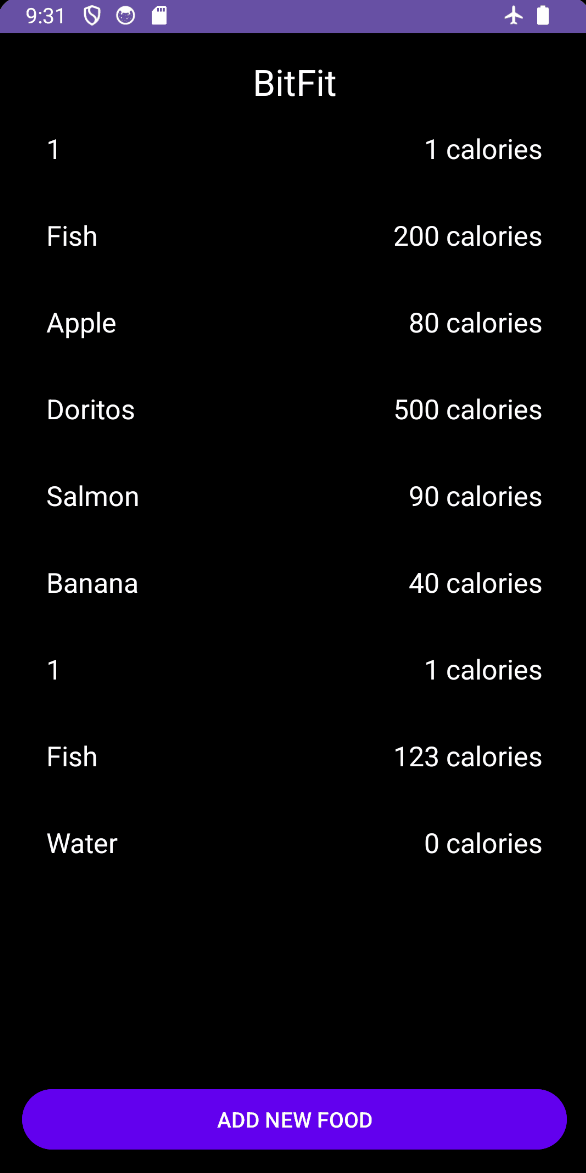 9:31
BitFit
1 1 calories
Fish 200 calories
Apple 80 calories
Doritos 500 calories
Salmon 90 calories
Banana 40 calories
1 1 calories
Fish 123 calories
Water 0 calories
ADD NEW FOOD